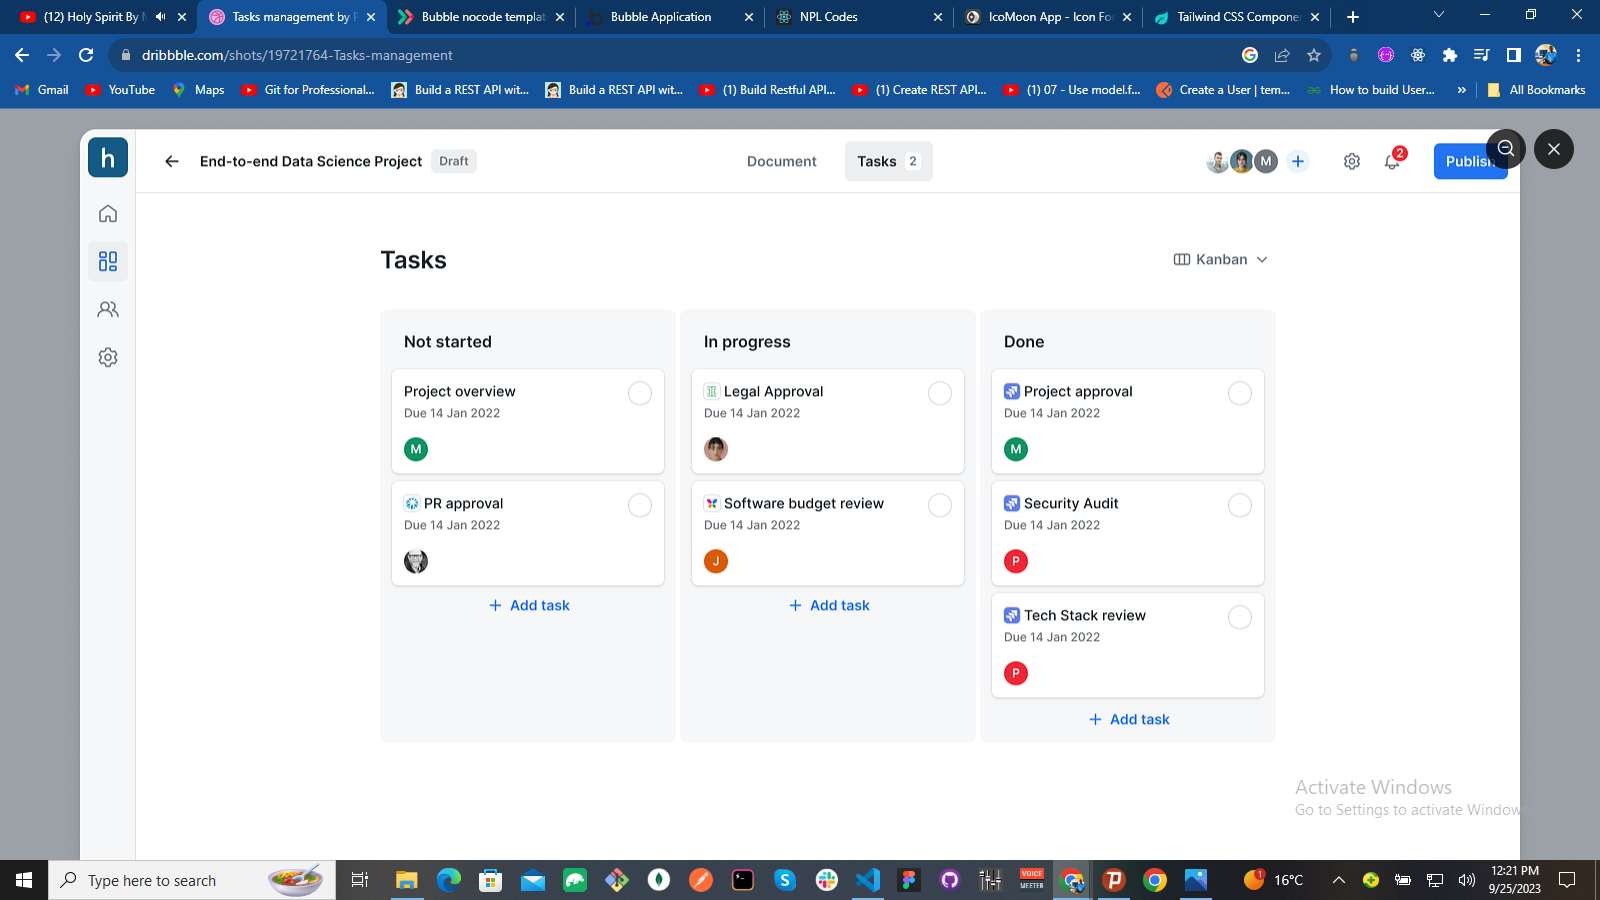 (12) Holy Spirit By M
Tasks management by P
Bubble nocode templat
Bubble Application
NPL Codes
IcoMoon App - Icon Fo
Tailwind CSS Compone
dribbble.com/shots/19721764-Tasks-management
Gmail
YouTube
Maps
Git for Professional...
Build a REST API wit...
Build a REST API wit...
(1) Build Restful API...
(1) Create REST API...
(1) 07 - Use model.f...
Create a User | tem...
How to build User...
»
All Bookmarks
h
End-to-end Data Science Project
Draft
Document
Tasks 2
M
2
Publish
Tasks
Kanban
Not started
Project overview
Due 14 Jan 2022
M
PR approval
Due 14 Jan 2022
+ Add task
In progress
Legal Approval
Due 14 Jan 2022
Software budget review
Due 14 Jan 2022
J
+ Add task
Done
Project approval
Due 14 Jan 2022
M
Security Audit
Due 14 Jan 2022
P
Tech Stack review
Due 14 Jan 2022
P
+ Add task
Activate Windows
Go to Settings to activate Windows
Type here to search
VOICE
MEETER
1
16°C
12:21 PM
9/25/2023